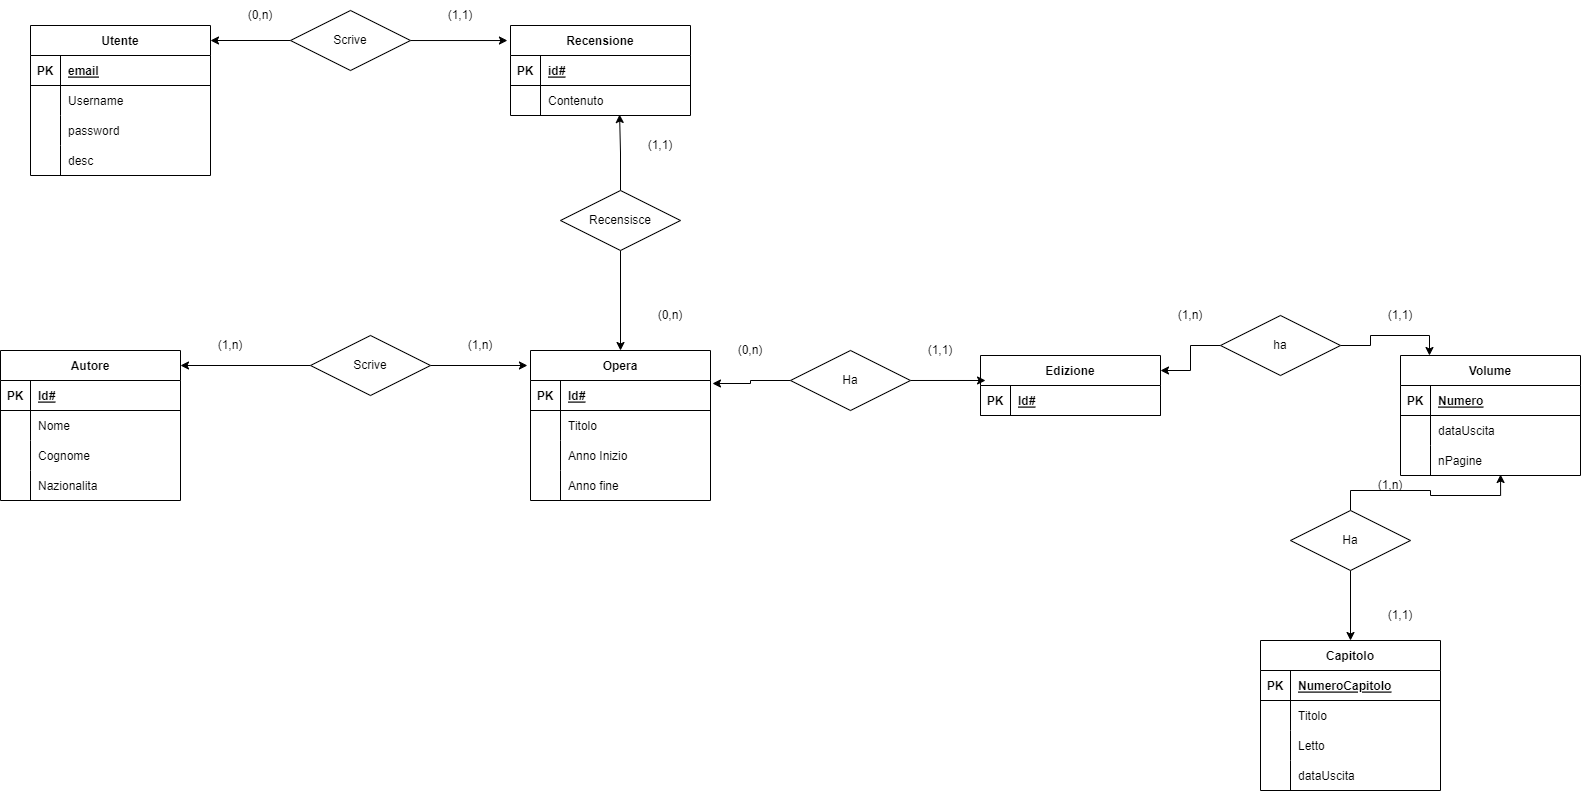 (0,n)
(1,1)
Utente
Scrive
Recensione
PK email
PK id#
Username
Contenuto
password
desc
(1,1)
Recensisce
(0,n)
(1,n)
(1,1)
(1,n)
(1,n)
(0,n)
(1,1)
ha
Autore
Scrive
Opera
Ha
Edizione
Volume
PK Id#
PK Id#
PK Id#
PK Numero
Nome
Titolo
dataUscita
Cognome
Anno Inizio
nPagine
Nazionalita
Anno fine
(1,n)
Ha
(1,1)
Capitolo
PK NumeroCapitolo
Titolo
Letto
dataUscita